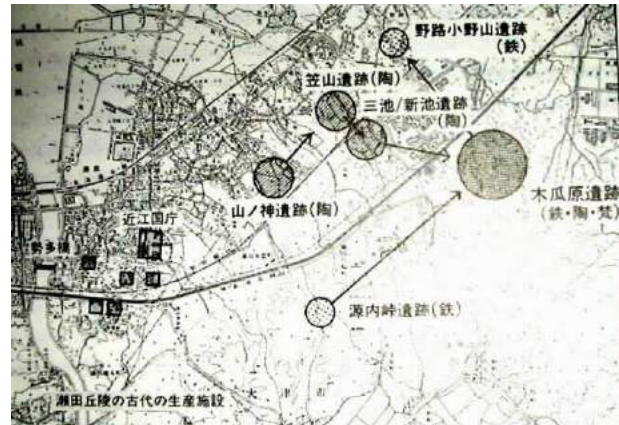 野路小野山遺跡
(鉄)
笠山遺跡(陶)
三池/新池遺跡
(陶)
山ノ神遺跡(陶)
木瓜原遺跡
(鉄・陶・梵)
近江国庁
勢多橋
源内峠遺跡(鉄)
大津市
瀬田丘陵の古代の生産施設